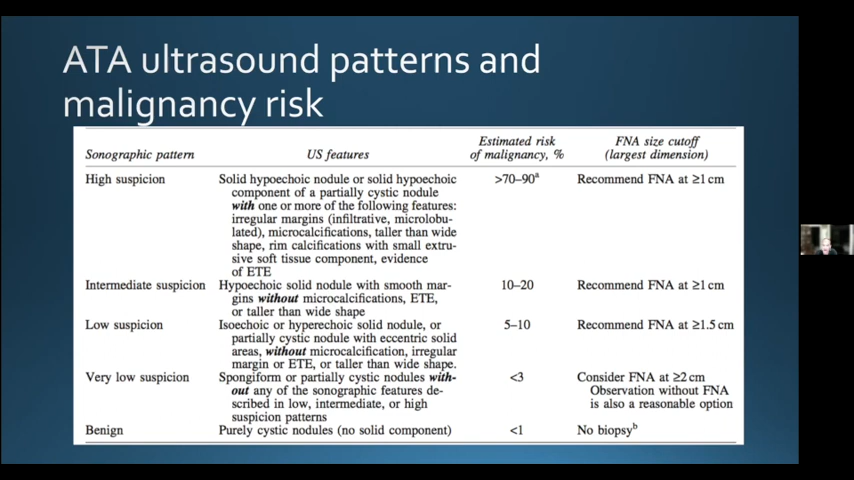 ATA ultrasound patterns and
malignancy risk
Estimated risk FNA size cutoff
Sonographic pattern US features of malignancy, % (largest dimension)
High suspicion Solid hypoechoic nodule or solid hypoechoic >70–90a Recommend FNA at ≥1 cm
component of a partially cystic nodule
with one or more of the following features:
irregular margins (infiltrative, microlobu-
lated), microcalcifications, taller than wide
shape, rim calcifications with small extru-
sive soft tissue component, evidence
of ETE
Intermediate suspicion Hypoechoic solid nodule with smooth mar- 10–20 Recommend FNA at ≥1 cm
gins without microcalcifications, ETE,
or taller than wide shape
Low suspicion Isoechoic or hyperechoic solid nodule, or 5–10 Recommend FNA at ≥1.5 cm
partially cystic nodule with eccentric solid
areas, without microcalcification, irregular
margin or ETE, or taller than wide shape.
Very low suspicion Spongiform or partially cystic nodules with- <3 Consider FNA at ≥2 cm
out any of the sonographic features de- Observation without FNA
scribed in low, intermediate, or high is also a reasonable option
suspicion patterns
Benign Purely cystic nodules (no solid component) <1 No biopsyb